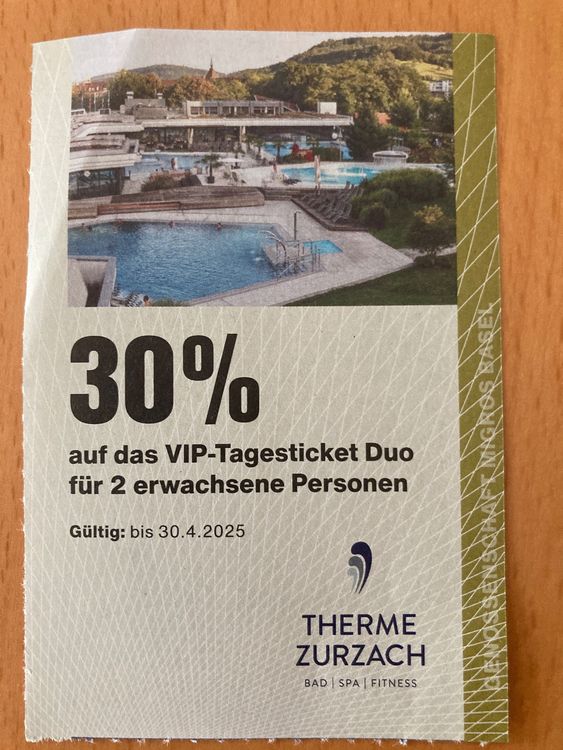 30%
auf das VIP-Tagesticket Duo
für 2 erwachsene Personen
Gültig: bis 30.4.2025
THERME
ZURZACH
BAD | SPA | FITNESS
GENOSSENSCHAFT MIGROS BASEL